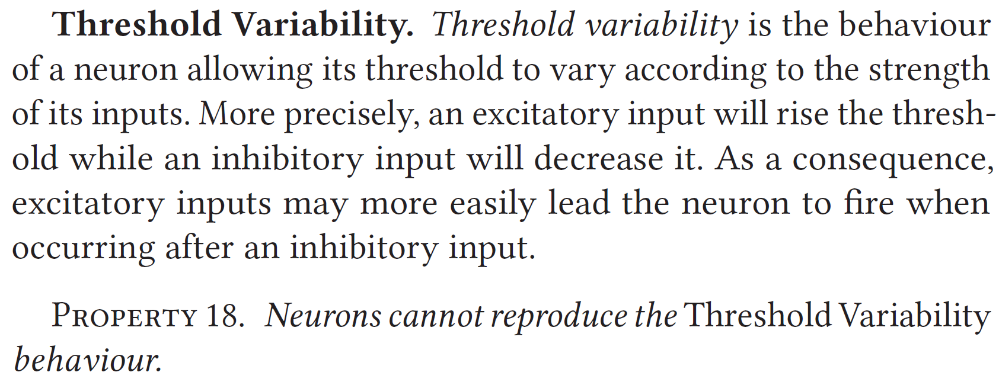 Threshold Variability. Threshold variability is the behaviour
of a neuron allowing its threshold to vary according to the strength
of its inputs. More precisely, an excitatory input will rise the thresh-
old while an inhibitory input will decrease it. As a consequence,
excitatory inputs may more easily lead the neuron to fire when
occurring after an inhibitory input.
Property 18. Neurons cannot reproduce the Threshold Variability
behaviour.